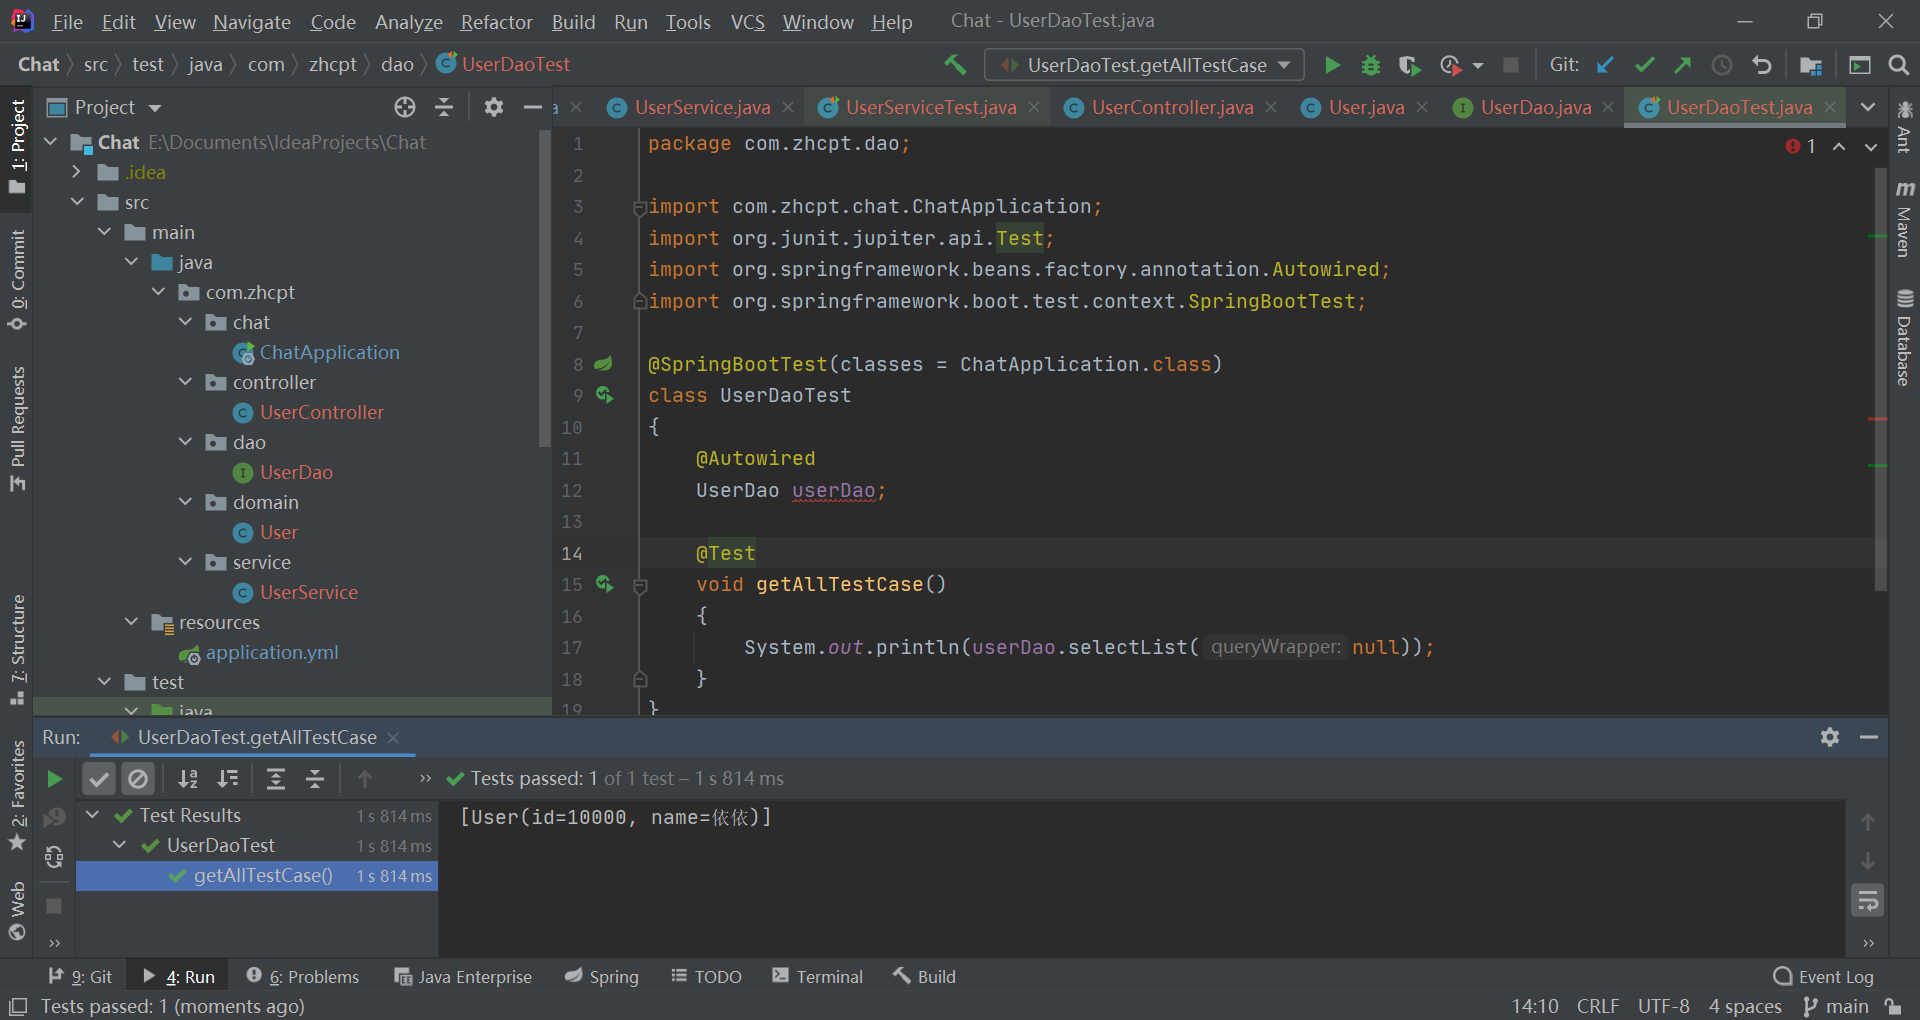 File Edit View Navigate Code Analyze Refactor Build Run Tools VCS Window Help Chat - UserDaoTest.java
Chat src test java com zhcpt dao UserDaoTest UserDaoTest.getAllTestCase Git:
Project a UserService.java UserServiceTest.java UserController.java User.java UserDao.java UserDaoTest.java
1: Project
0: Commit
Pull Requests
7: Structure
2: Favorites
Web
Chat E:\Documents\IdeaProjects\Chat
.idea
src
main
java
com.zhcpt
chat
ChatApplication
controller
UserController
dao
UserDao
domain
User
service
UserService
resources
application.yml
test
java
1 package com.zhcpt.dao;
2
3 import com.zhcpt.chat.ChatApplication;
4 import org.junit.jupiter.api.Test;
5 import org.springframework.beans.factory.annotation.Autowired;
6 import org.springframework.boot.test.context.SpringBootTest;
7
8 @SpringBootTest(classes = ChatApplication.class)
9 class UserDaoTest
10 {
11 @Autowired
12 UserDao userDao;
13
14 @Test
15 void getAllTestCase()
16 {
17 System.out.println(userDao.selectList( queryWrapper: null));
18 }
19 }
1
Ant
m Maven
Database
Run: UserDaoTest.getAllTestCase
Tests passed: 1 of 1 test – 1 s 814 ms
Test Results 1 s 814 ms
UserDaoTest 1 s 814 ms
getAllTestCase() 1 s 814 ms
[User(id=10000, name=依依)]
9: Git 4: Run 6: Problems Java Enterprise Spring TODO Terminal Build Event Log
Tests passed: 1 (moments ago) 14:10 CRLF UTF-8 4 spaces main